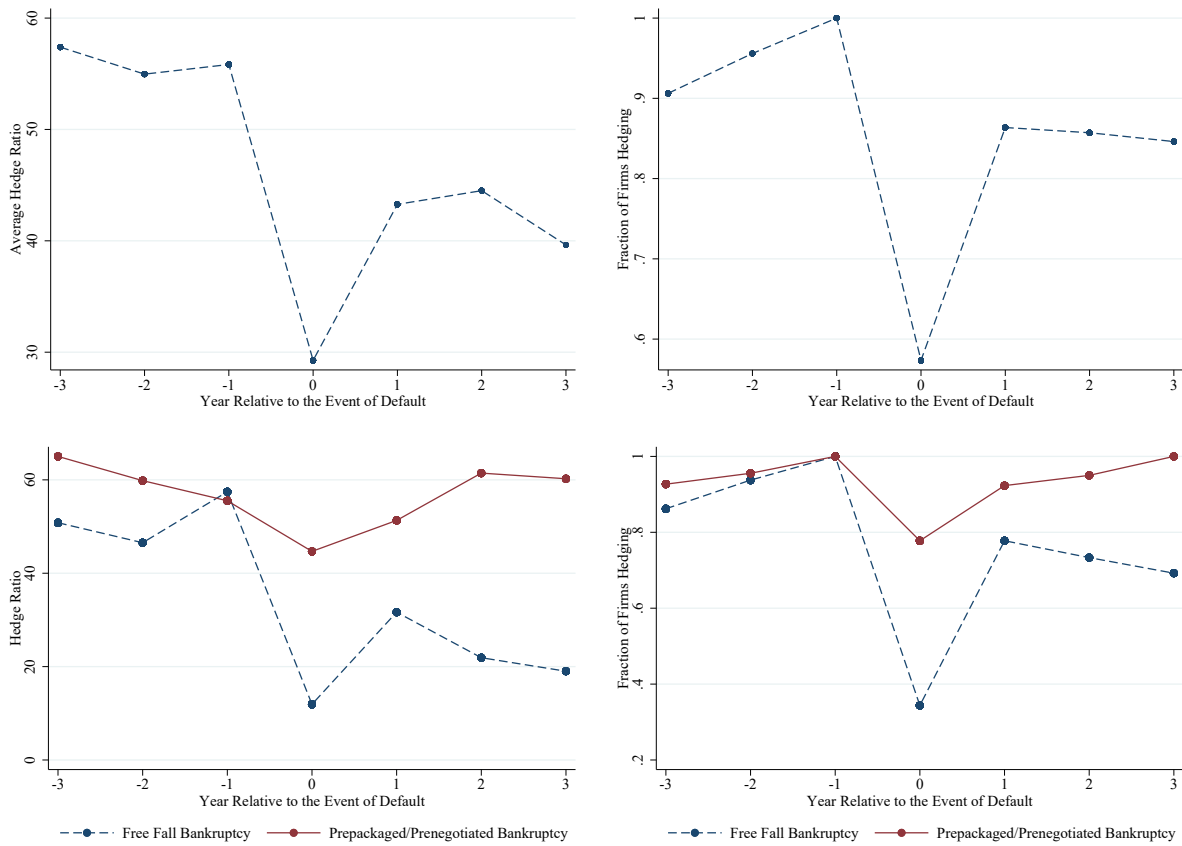 Average Hedge Ratio
60
50
40
30
-3 -2 -1 0 1 2 3
Year Relative to the Event of Default
Fraction of Firms Hedging
1
.9
.8
.7
.6
-3 -2 -1 0 1 2 3
Year Relative to the Event of Default
Hedge Ratio
60
40
20
0
-3 -2 -1 0 1 2 3
Year Relative to the Event of Default
Free Fall Bankruptcy Prepackaged/Prenegotiated Bankruptcy
Fraction of Firms Hedging
1
.8
.6
.4
.2
-3 -2 -1 0 1 2 3
Year Relative to the Event of Default
Free Fall Bankruptcy Prepackaged/Prenegotiated Bankruptcy